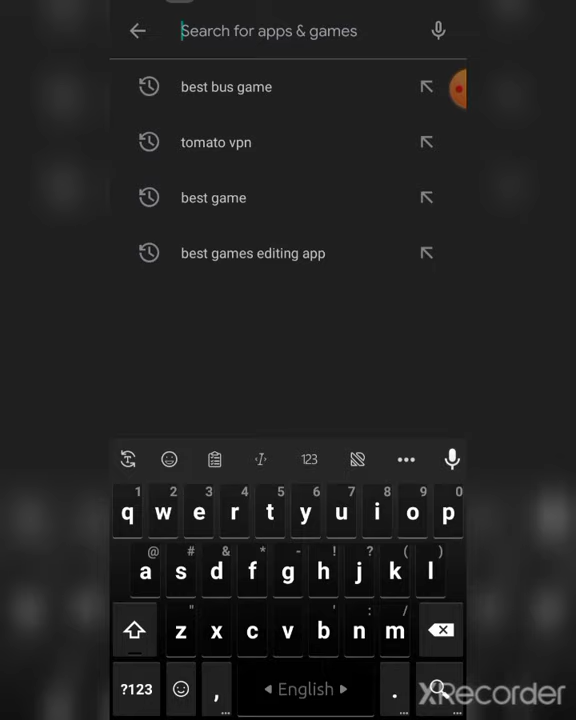 Search for apps & games
best bus game
tomato vpn
best game
best games editing app
123
1 2 3 4 5 6 7 8 9 0
q w e r t y u i o p
@ # & * - ! ? ( )
a s d f g h j k l
" ' : /
z x c v b n m
?123 , English .
XRecorder